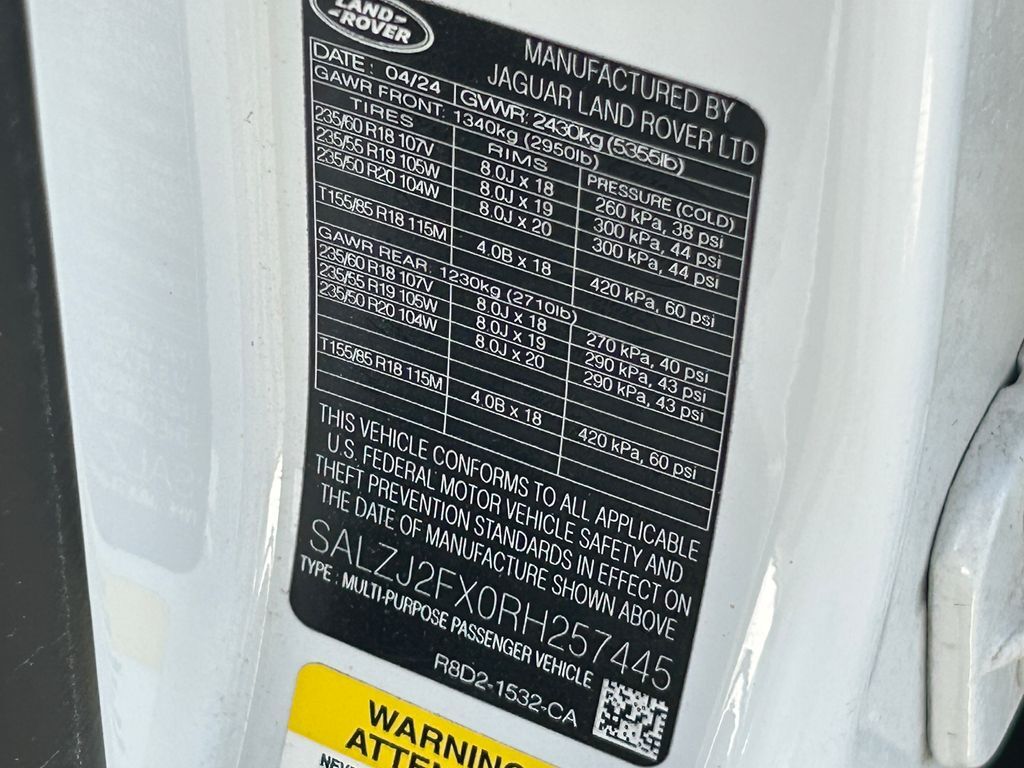 LAND-
-ROVER
MANUFACTURED BY
JAGUAR LAND ROVER LTD
DATE: 04/24 GVWR: 2430kg (5355lb)
GAWR FRONT: 1340kg (2950lb)
TIRES RIMS PRESSURE (COLD)
235/60 R18 107V 8.0J x 18 260 kPa, 38 psi
235/55 R19 105W 8.0J x 19 300 kPa, 44 psi
235/50 R20 104W 8.0J x 20 300 kPa, 44 psi
T155/85 R18 115M 4.0B x 18 420 kPa, 60 psi
GAWR REAR: 1230kg (2710lb)
235/60 R18 107V 8.0J x 18 270 kPa, 40 psi
235/55 R19 105W 8.0J x 19 290 kPa, 43 psi
235/50 R20 104W 8.0J x 20 290 kPa, 43 psi
T155/85 R18 115M 4.0B x 18 420 kPa, 60 psi
THIS VEHICLE CONFORMS TO ALL APPLICABLE
U.S. FEDERAL MOTOR VEHICLE SAFETY AND
THEFT PREVENTION STANDARDS IN EFFECT ON
THE DATE OF MANUFACTURE SHOWN ABOVE
SALZJ2FX0RH257445
TYPE: MULTI-PURPOSE PASSENGER VEHICLE
R8D2-1532-CA
WARNING